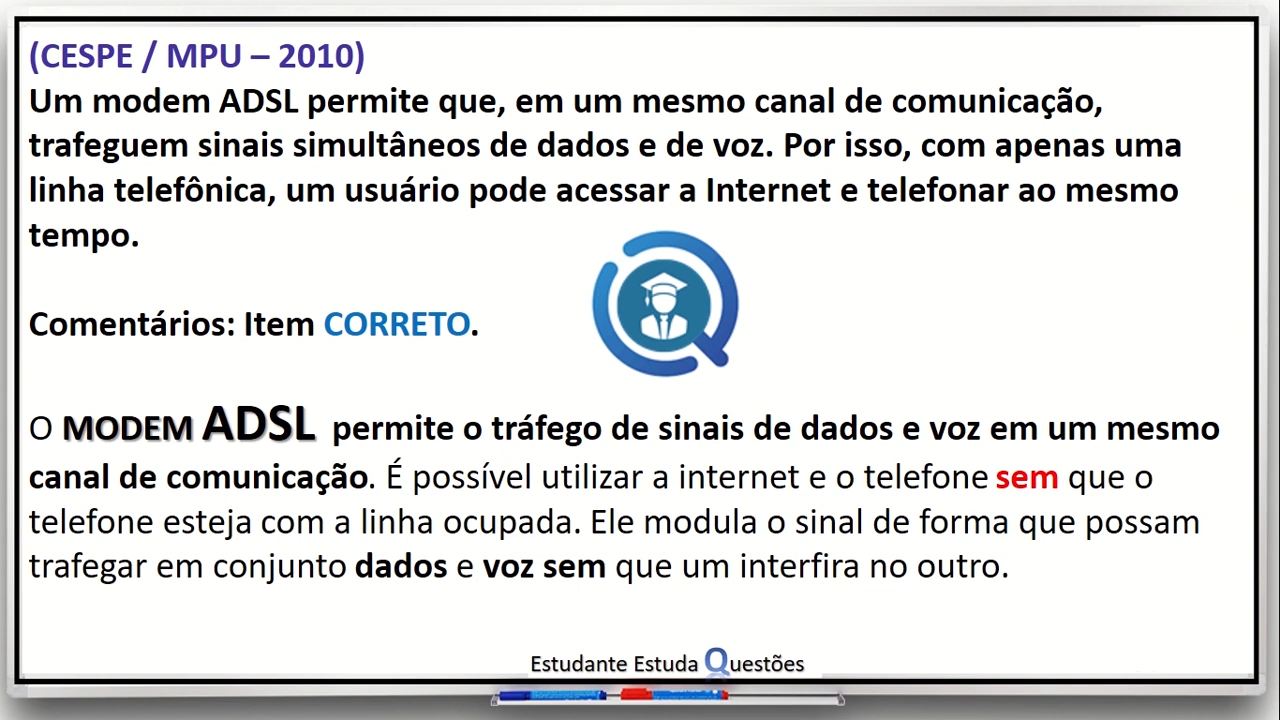 (CESPE / MPU – 2010)
Um modem ADSL permite que, em um mesmo canal de comunicação,
trafeguem sinais simultâneos de dados e de voz. Por isso, com apenas uma
linha telefônica, um usuário pode acessar a Internet e telefonar ao mesmo
tempo.
Comentários: Item CORRETO.
O MODEM ADSL permite o tráfego de sinais de dados e voz em um mesmo
canal de comunicação. É possível utilizar a internet e o telefone sem que o
telefone esteja com a linha ocupada. Ele modula o sinal de forma que possam
trafegar em conjunto dados e voz sem que um interfira no outro.
Estudante Estuda Questões